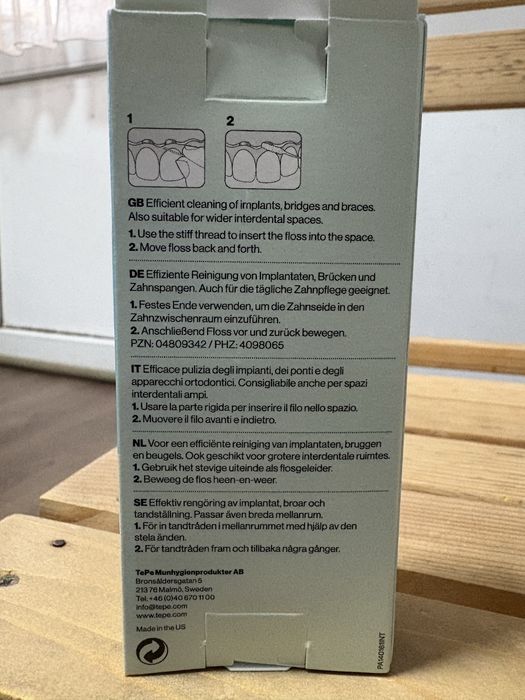 1
2
GB Efficient cleaning of implants, bridges and braces.
Also suitable for wider interdental spaces.
1. Use the stiff thread to insert the floss into the space.
2. Move floss back and forth.
DE Effiziente Reinigung von Implantaten, Brücken und
Zahnspangen. Auch für die tägliche Zahnpflege geeignet.
1. Festes Ende verwenden, um die Zahnseide in den
Zahnzwischenraum einzuführen.
2. Anschließend Floss vor und zurück bewegen.
PZN: 04809342 / PHZ: 4098065
IT Efficace pulizia degli impianti, dei ponti e degli
apparecchi ortodontici. Consigliabile anche per spazi
interdentali ampi.
1. Usare la parte rigida per inserire il filo nello spazio.
2. Muovere il filo avanti e indietro.
NL Voor een efficiënte reiniging van implantaten, bruggen
en beugels. Ook geschikt voor grotere interdentale ruimtes.
1. Gebruik het stevige uiteinde als flosgeleider.
2. Beweeg de flos heen-en-weer.
SE Effektiv rengöring av implantat, broar och
tandställning. Passar även breda mellanrum.
1. För in tandtråden i mellanrummet med hjälp av den
stela änden.
2. För tandtråden fram och tillbaka några gånger.
TePe Munhygienprodukter AB
Bronsåldersgatan 5
213 76 Malmö, Sweden
Tel. +46 (0)40 670 11 00
info@tepe.com
www.tepe.com
Made in the US